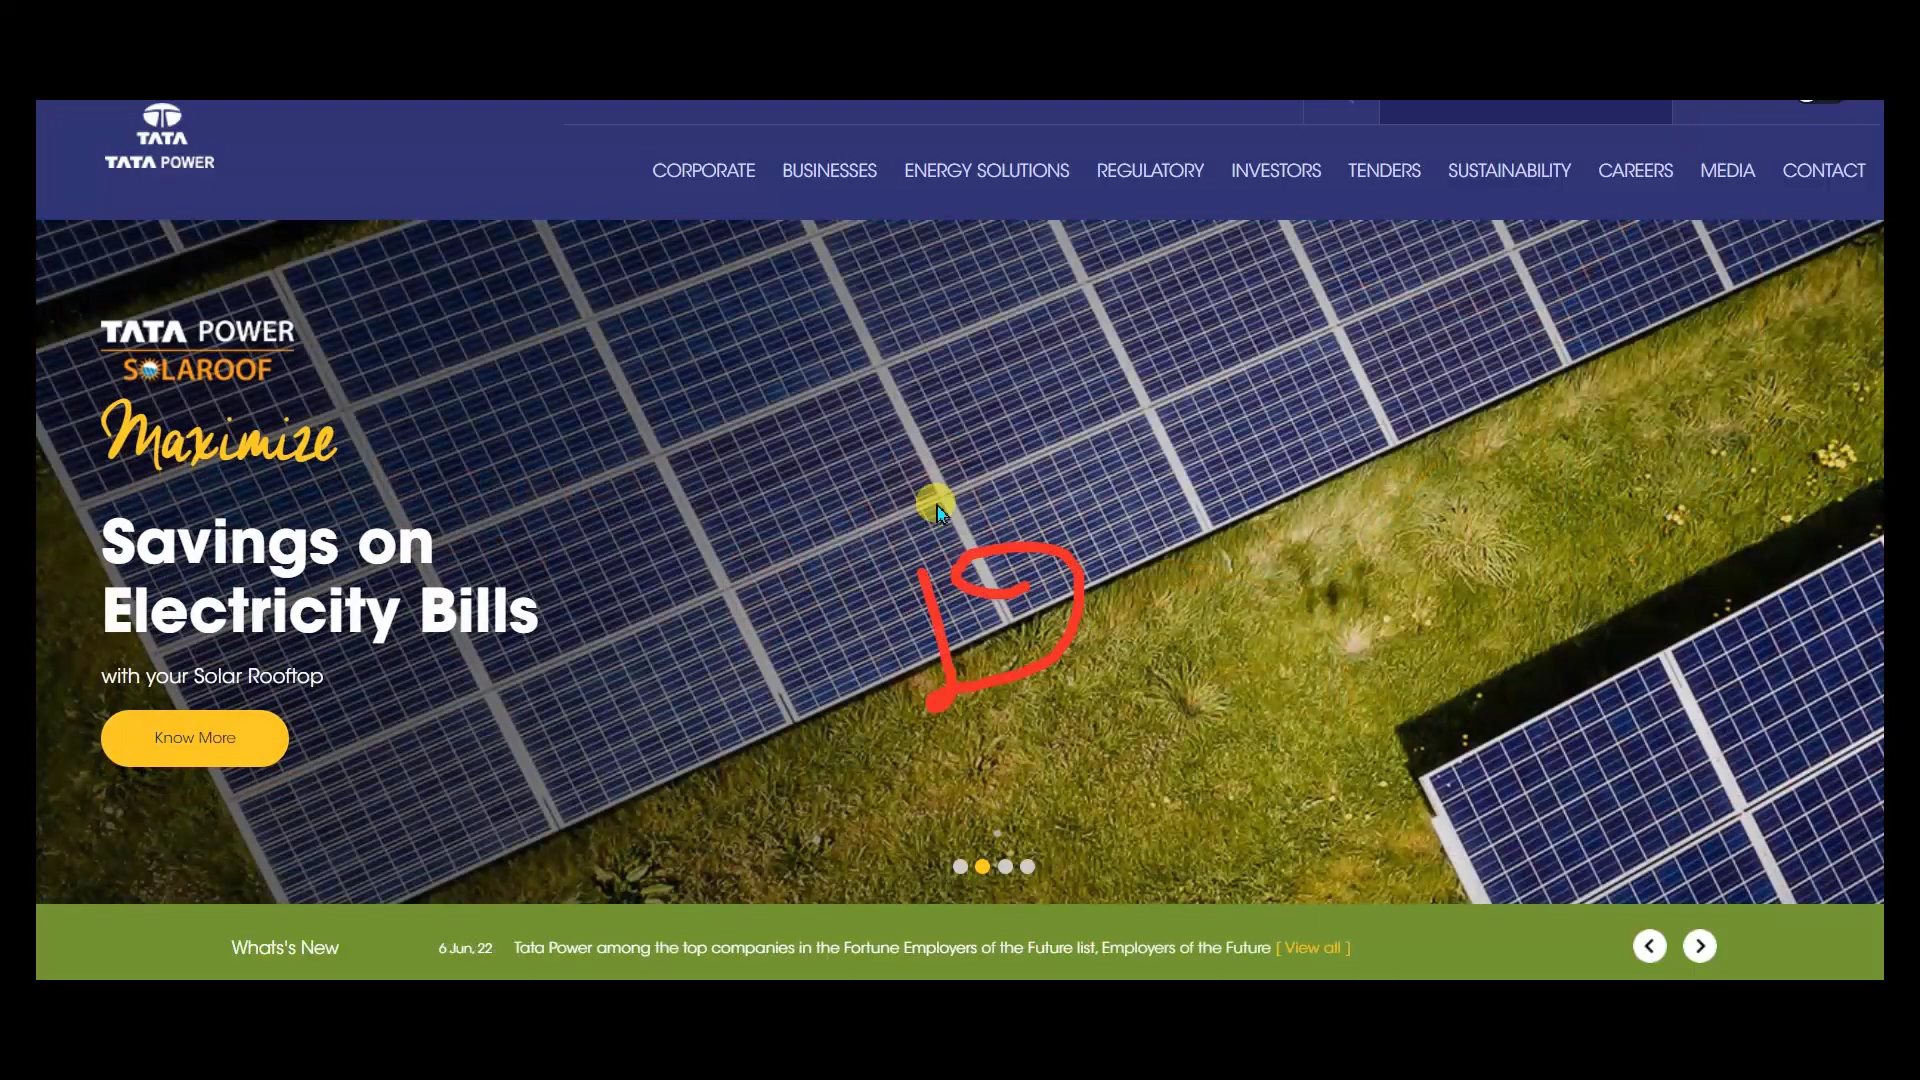 TATA
TATA POWER
CORPORATE BUSINESSES ENERGY SOLUTIONS REGULATORY INVESTORS TENDERS SUSTAINABILITY CAREERS MEDIA CONTACT
TATA POWER
SOLAROOF
Maximize
Savings on
Electricity Bills
with your Solar Rooftop
Know More
Whats's New 6 Jun, 22 Tata Power among the top companies in the Fortune Employers of the Future list, Employers of the Future [ View all ]